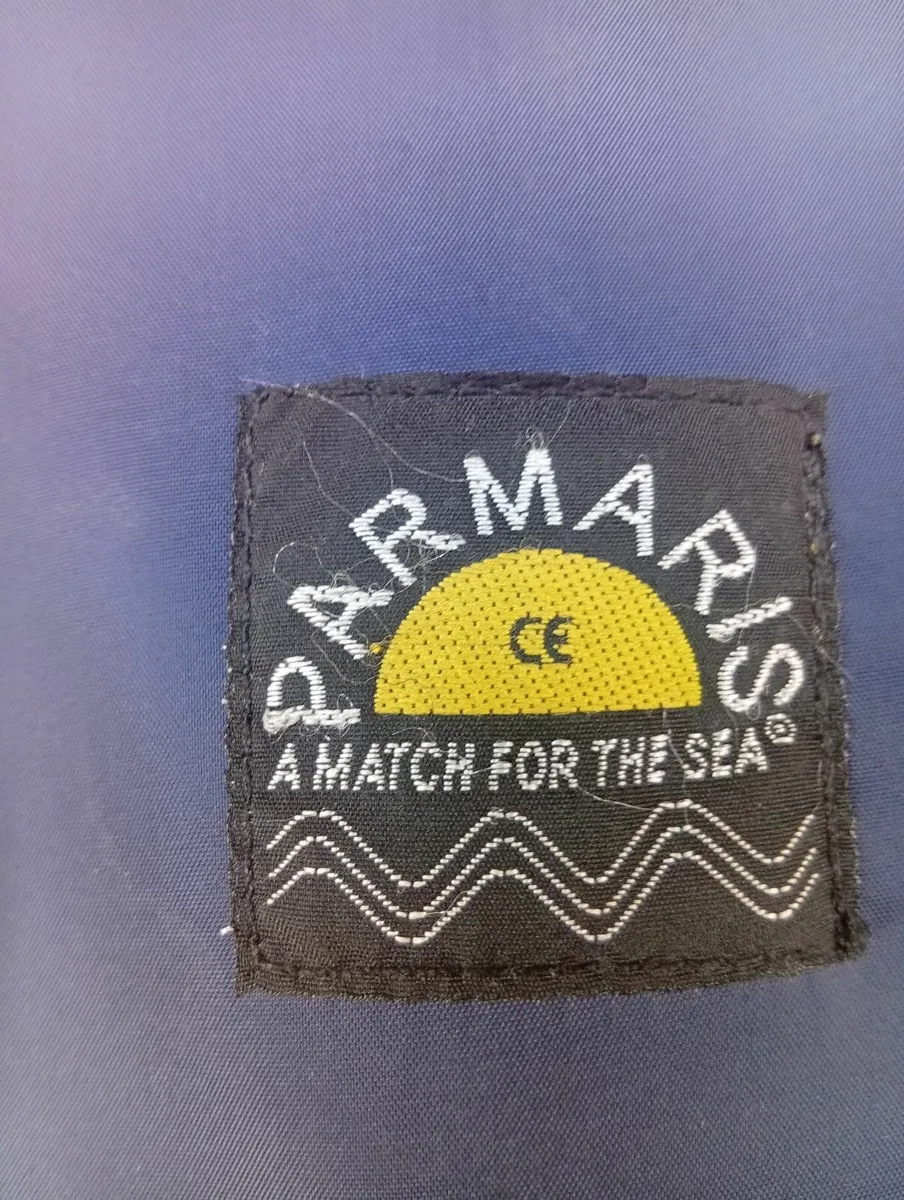 PARMARIS
CE
A MATCH FOR THE SEA®